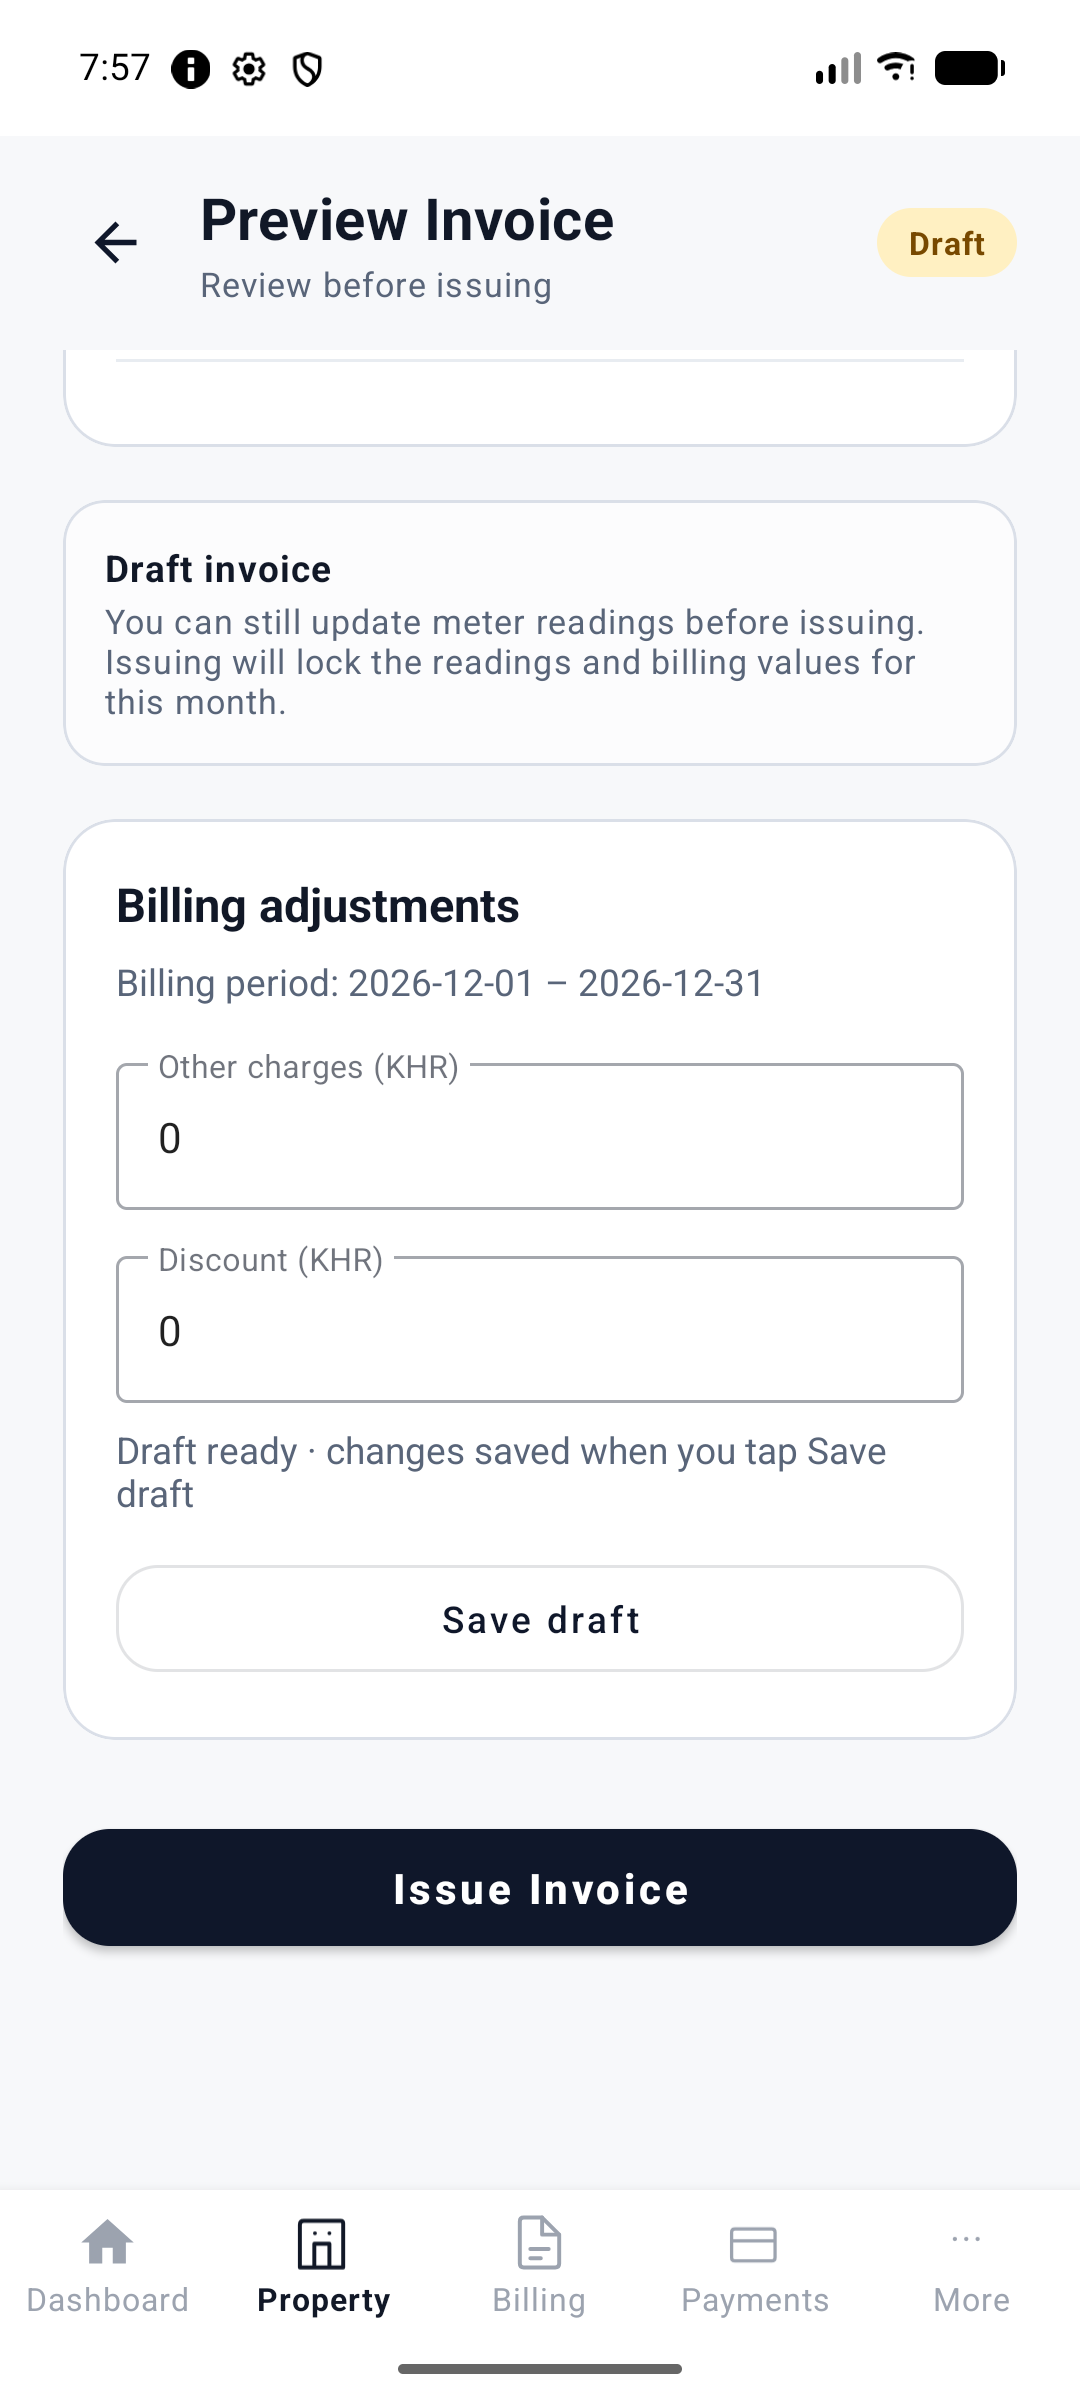 7:57
Preview Invoice
Draft
Review before issuing
Draft invoice
You can still update meter readings before issuing.
Issuing will lock the readings and billing values for
this month.
Billing adjustments
Billing period: 2026-12-01 – 2026-12-31
Other charges (KHR)
0
Discount (KHR)
0
Draft ready · changes saved when you tap Save
draft
Save draft
Issue Invoice
Dashboard
Property
Billing
Payments
More